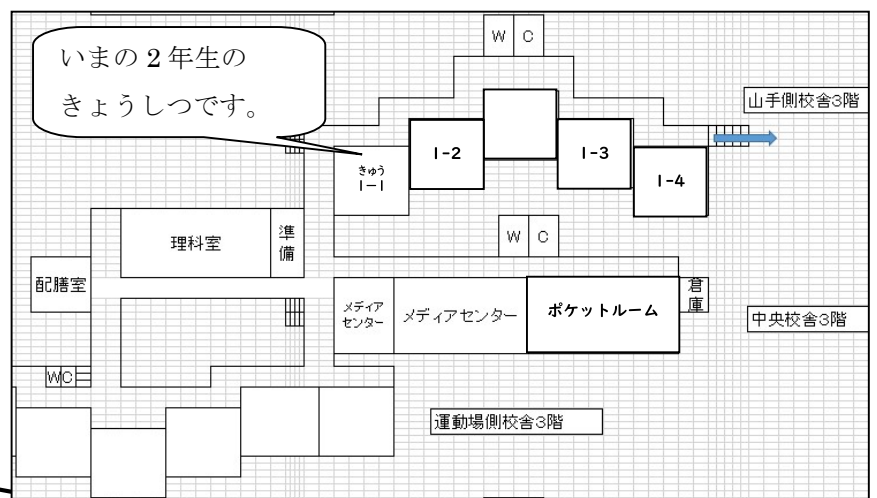 いまの2年生の
きょうしつです。
W C
山手側校舎3階
1-2
1-3
きゅう
1-1
1-4
W C
理科室
準備
配膳室
メディア
センター
メディアセンター
ポケットルーム
倉庫
中央校舎3階
WC
運動場側校舎3階